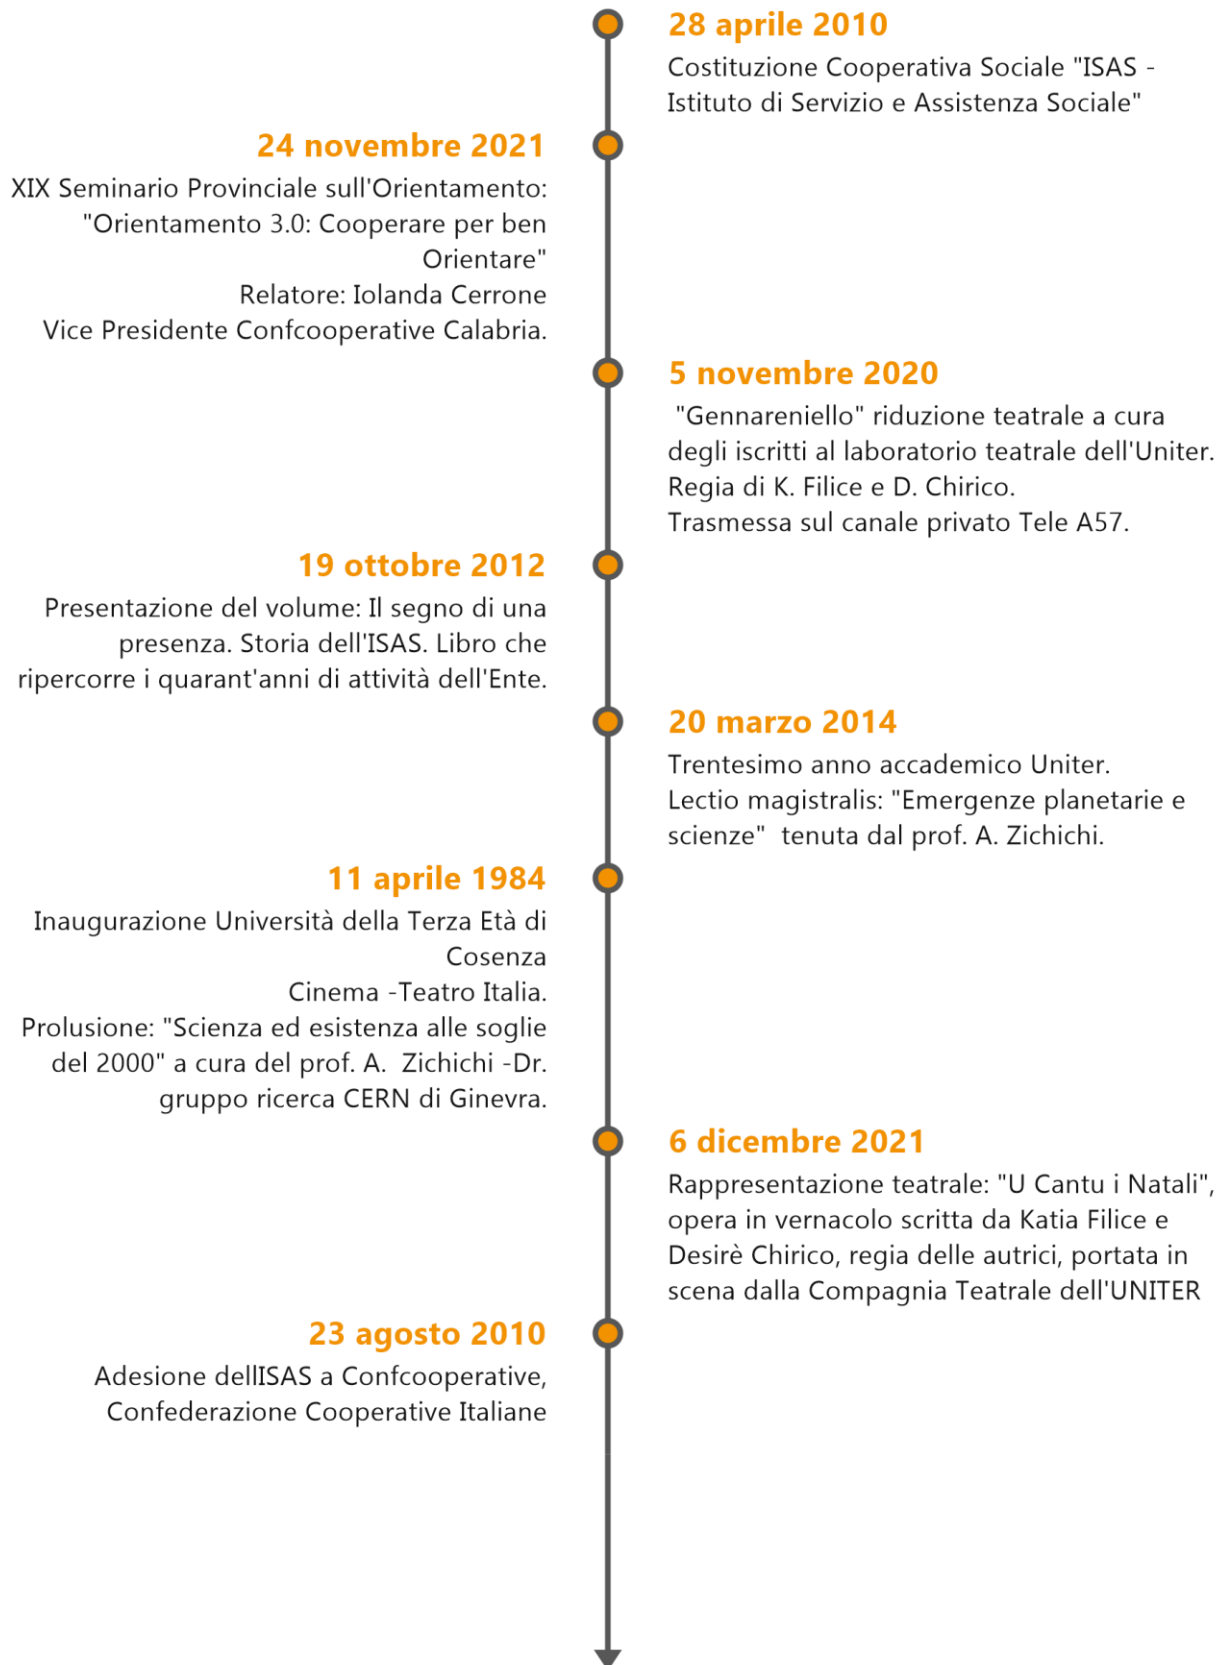 28 aprile 2010
Costituzione Cooperativa Sociale "ISAS -
Istituto di Servizio e Assistenza Sociale"
24 novembre 2021
XIX Seminario Provinciale sull'Orientamento:
"Orientamento 3.0: Cooperare per ben
Orientare"
Relatore: Iolanda Cerrone
Vice Presidente Confcooperative Calabria.
5 novembre 2020
"Gennareniello" riduzione teatrale a cura
degli iscritti al laboratorio teatrale dell'Uniter.
Regia di K. Filice e D. Chirico.
Trasmessa sul canale privato Tele A57.
19 ottobre 2012
Presentazione del volume: Il segno di una
presenza. Storia dell'ISAS. Libro che
ripercorre i quarant'anni di attività dell'Ente.
20 marzo 2014
Trentesimo anno accademico Uniter.
Lectio magistralis: "Emergenze planetarie e
scienze"  tenuta dal prof. A. Zichichi.
11 aprile 1984
Inaugurazione Università della Terza Età di
Cosenza
Cinema -Teatro Italia.
Prolusione: "Scienza ed esistenza alle soglie
del 2000" a cura del prof. A.  Zichichi -Dr.
gruppo ricerca CERN di Ginevra.
6 dicembre 2021
Rappresentazione teatrale: "U Cantu i Natali",
opera in vernacolo scritta da Katia Filice e
Desirè Chirico, regia delle autrici, portata in
scena dalla Compagnia Teatrale dell'UNITER
23 agosto 2010
Adesione dellISAS a Confcooperative,
Confederazione Cooperative Italiane